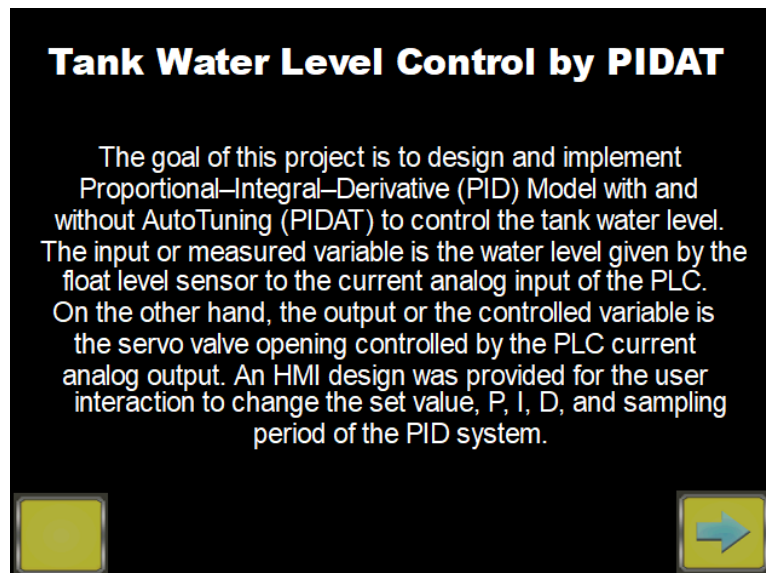 Tank Water Level Control by PIDAT
The goal of this project is to design and implement
Proportional–Integral–Derivative (PID) Model with and
without AutoTuning (PIDAT) to control the tank water level.
The input or measured variable is the water level given by the
float level sensor to the current analog input of the PLC.
On the other hand, the output or the controlled variable is
the servo valve opening controlled by the PLC current
analog output. An HMI design was provided for the user
interaction to change the set value, P, I, D, and sampling
period of the PID system.